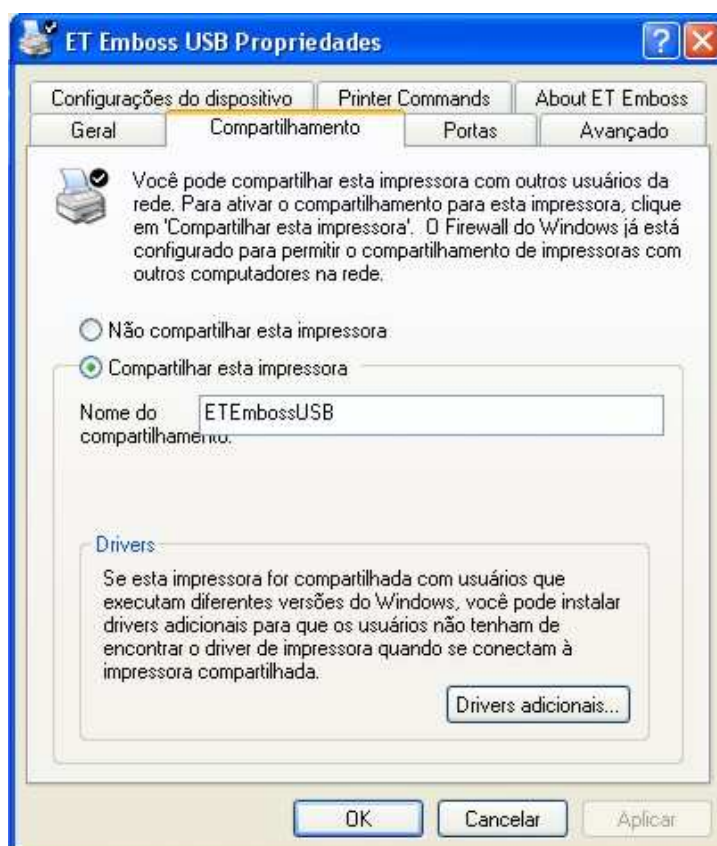 ET Emboss USB Propriedades
Configurações do dispositivo Printer Commands About ET Emboss
Geral Compartilhamento Portas Avançado
Você pode compartilhar esta impressora com outros usuários da
rede. Para ativar o compartilhamento para esta impressora, clique
em 'Compartilhar esta impressora'. O Firewall do Windows já está
configurado para permitir o compartilhamento de impressoras com
outros computadores na rede.
Não compartilhar esta impressora
Compartilhar esta impressora
Nome do ETEmbossUSB
compartilhamento:
Drivers
Se esta impressora for compartilhada com usuários que
executam diferentes versões do Windows, você pode instalar
drivers adicionais para que os usuários não tenham de
encontrar o driver de impressora quando se conectam à
impressora compartilhada.
Drivers adicionais...
OK Cancelar Aplicar